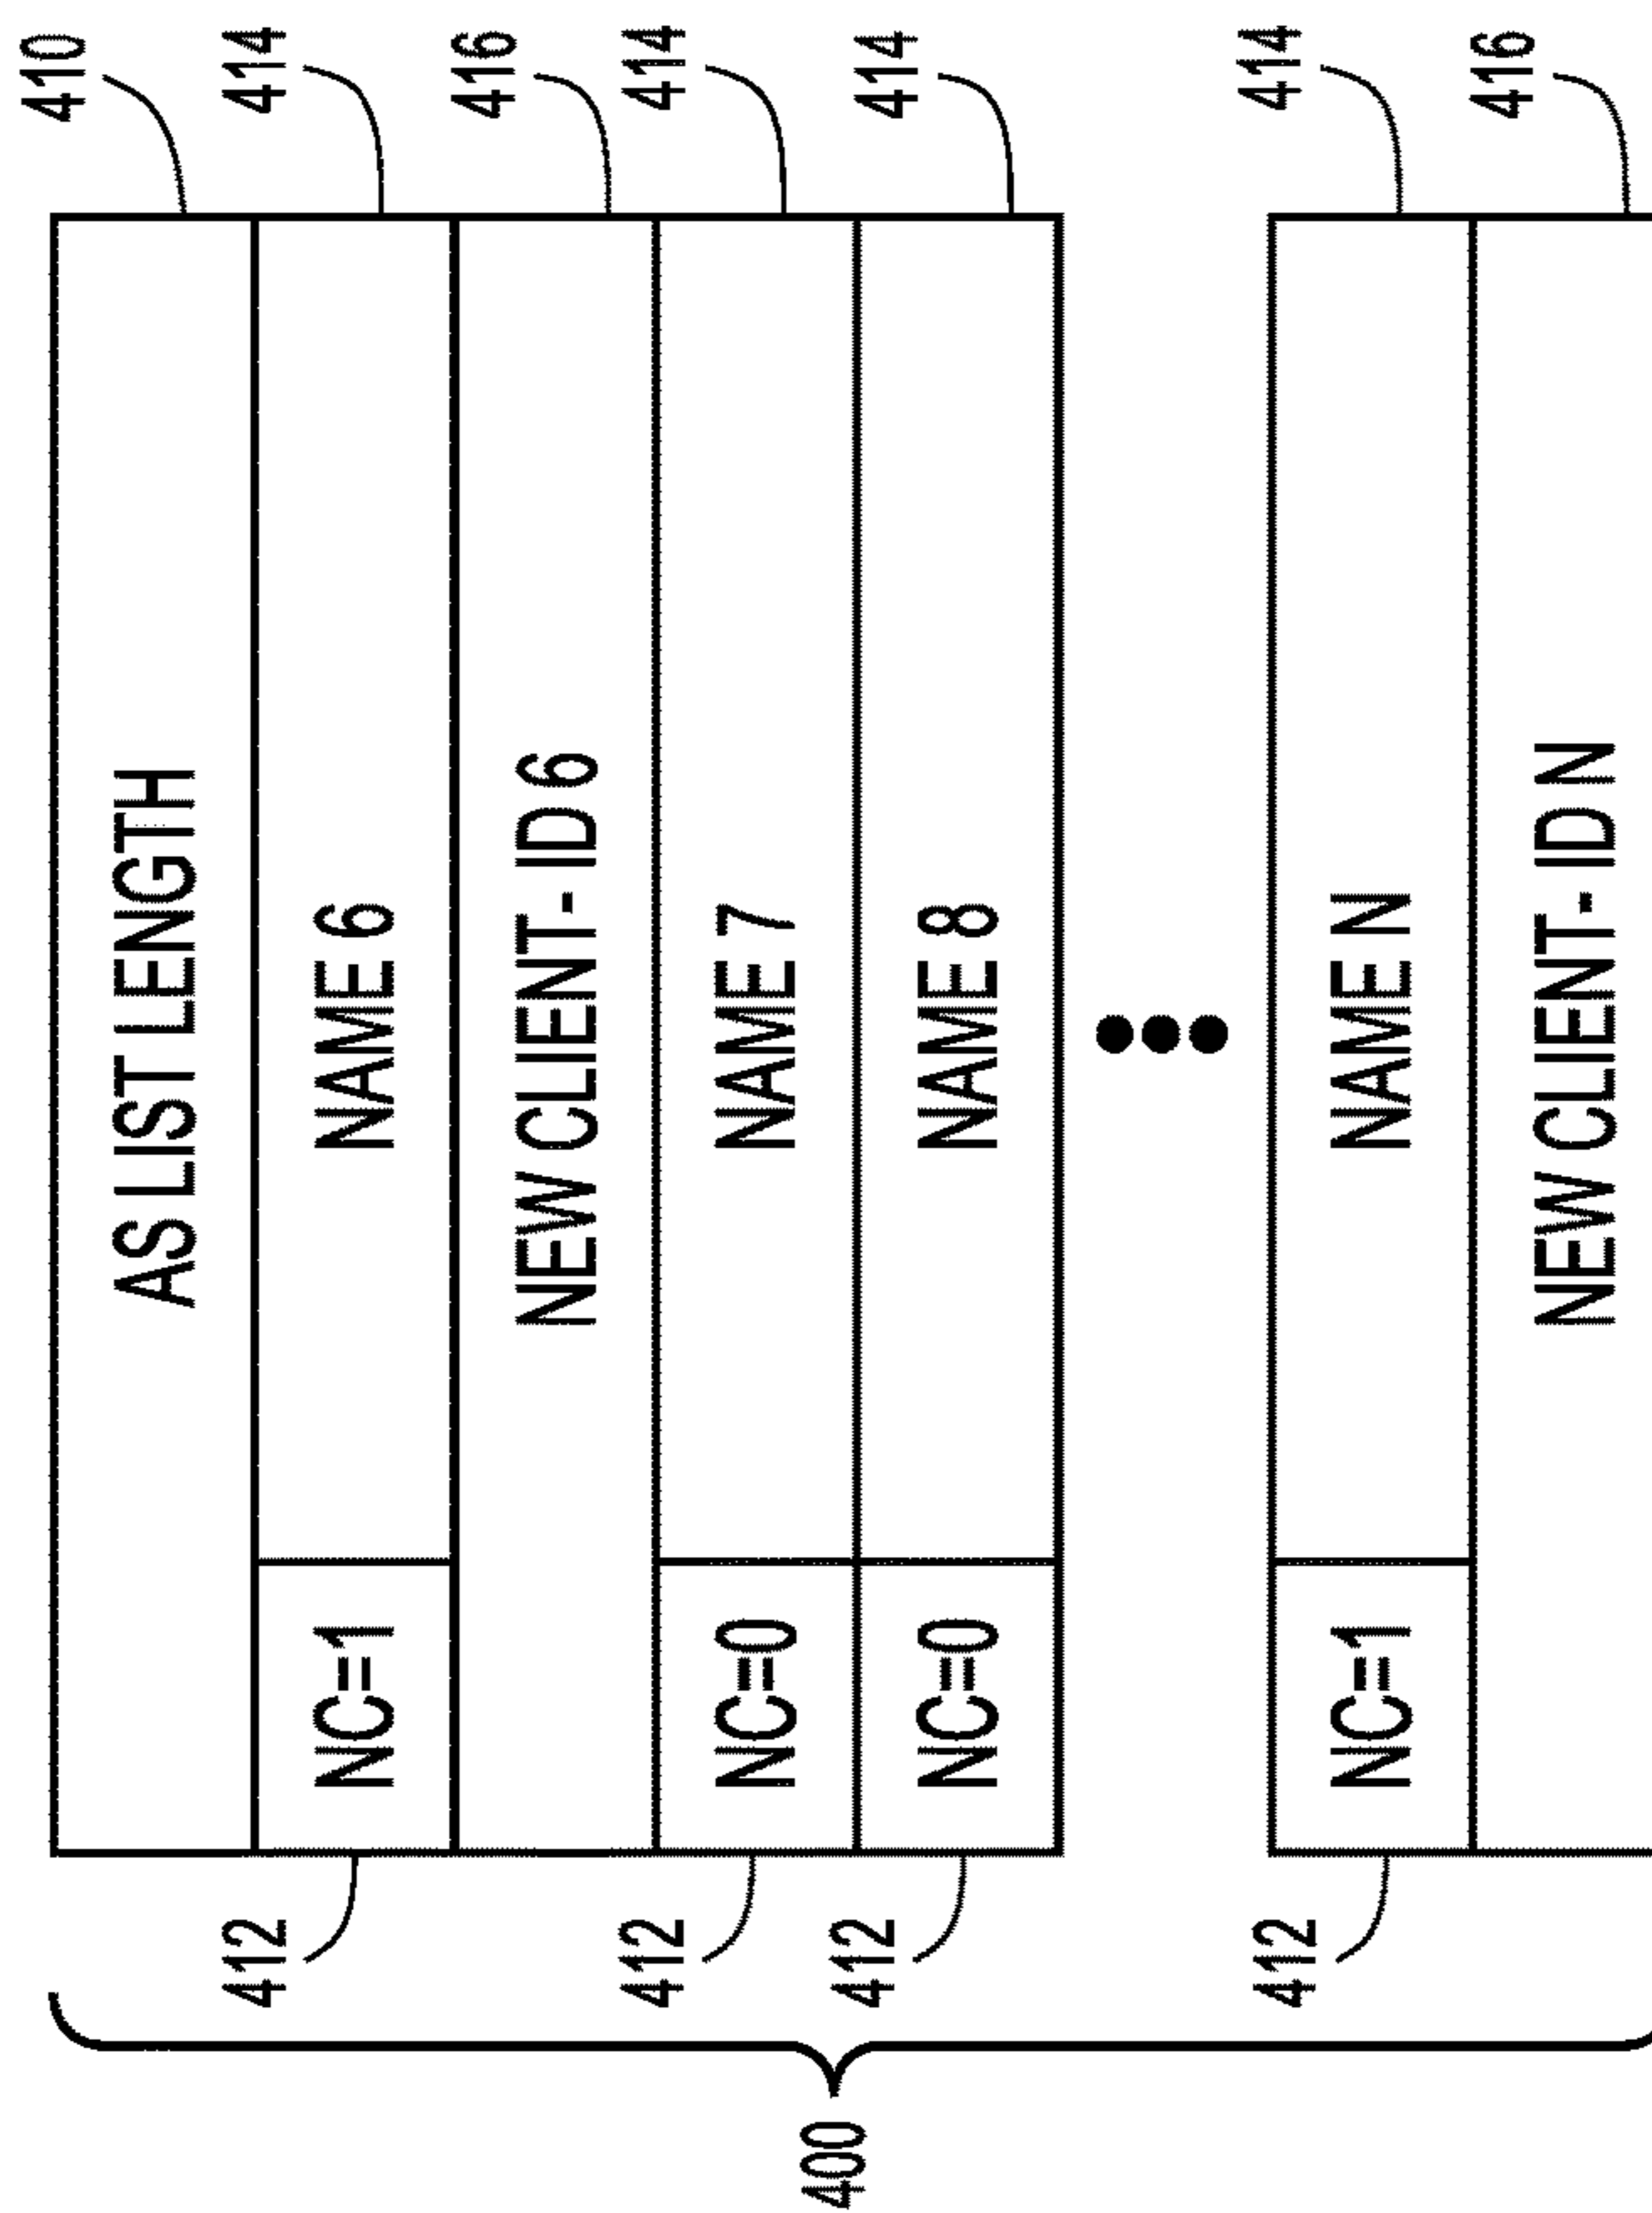 AS LIST LENGTH 410
412 NC=1 NAME 6 414
NEW CLIENT- ID 6 416
412 NC=0 NAME 7 414
412 NC=0 NAME 8 414
400
412 NC=1 NAME N 414
NEW CLIENT- ID N 416